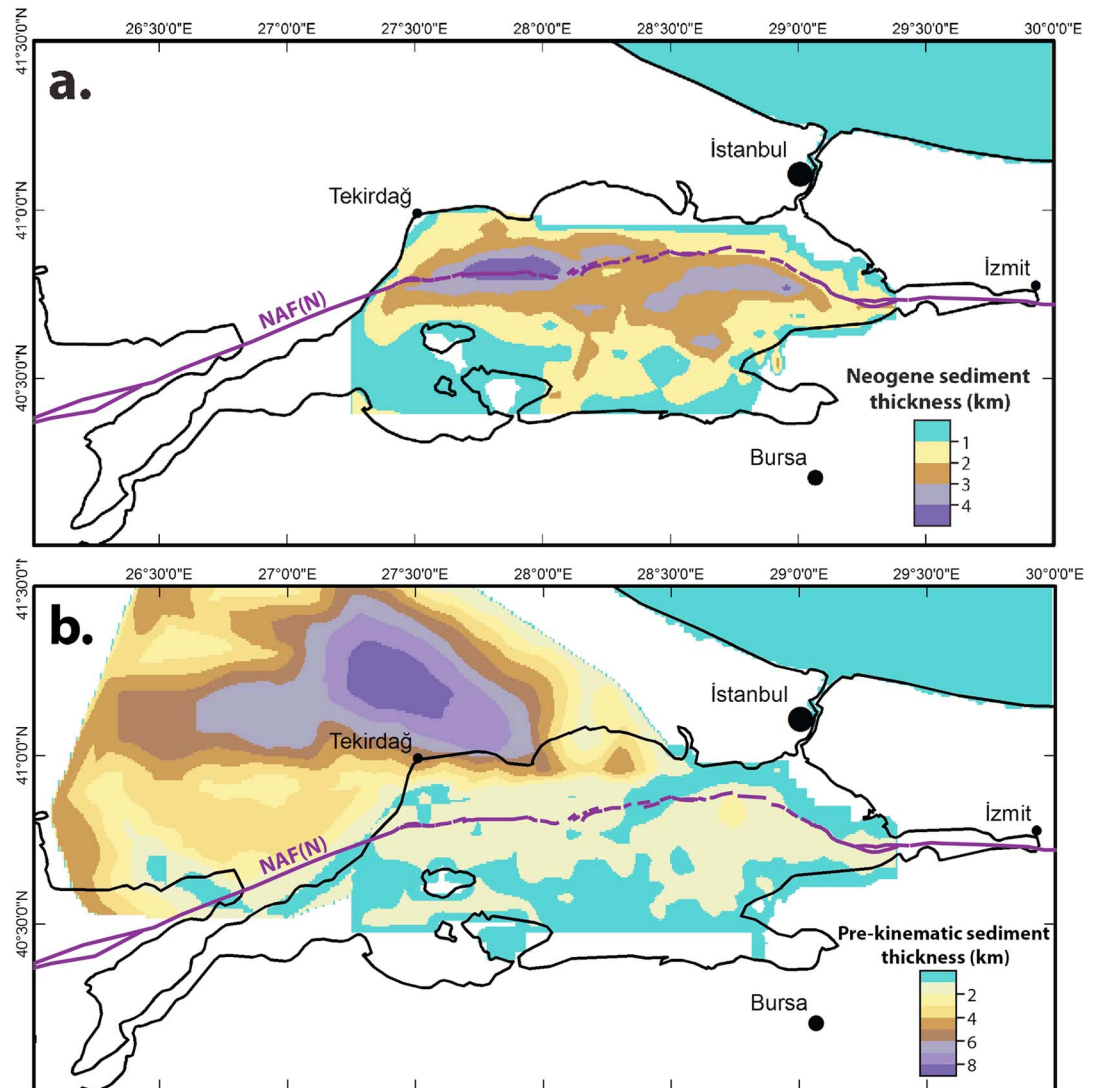 26°30'0"E 27°0'0"E 27°30'0"E 28°0'0"E 28°30'0"E 29°0'0"E 29°30'0"E 30°0'0"E
41°30'0"N
a.
İstanbul
Tekirdağ
41°0'0"N
İzmit
NAF(N)
40°30'0"N
Neogene sediment
thickness (km)
1
2
3
4
Bursa
26°30'0"E 27°0'0"E 27°30'0"E 28°0'0"E 28°30'0"E 29°0'0"E 29°30'0"E 30°0'0"E
41°30'0"N
b.
İstanbul
Tekirdağ
41°0'0"N
İzmit
NAF(N)
40°30'0"N
Pre-kinematic sediment
thickness (km)
2
4
6
8
Bursa